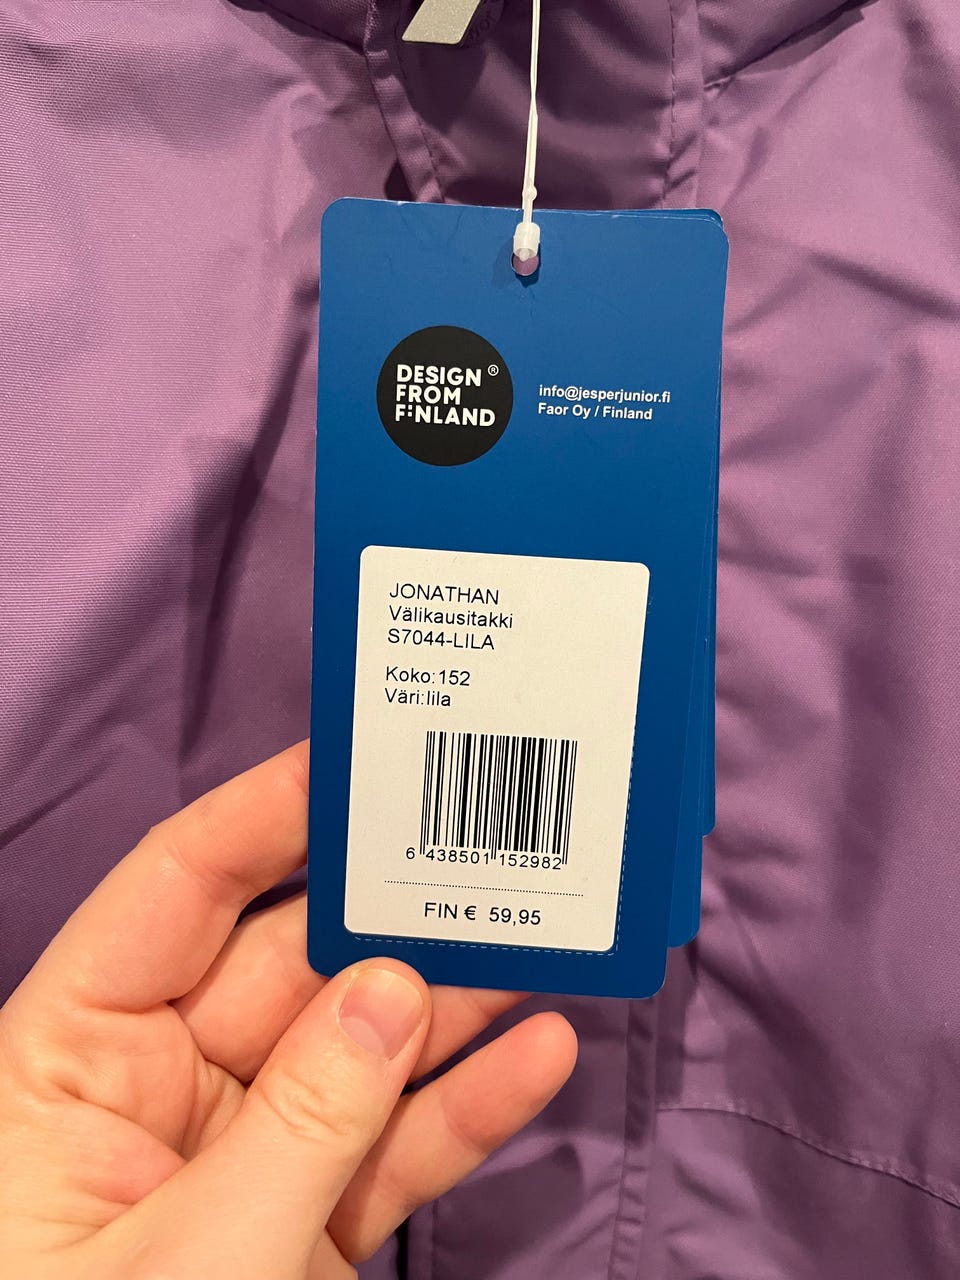 DESIGN ®
FROM
FINLAND
info@jesperjunior.fi
Faor Oy / Finland
JONATHAN
Välikausitakki
S7044-LILA
Koko:152
Väri:lila
6 438501 152982
FIN € 59,95